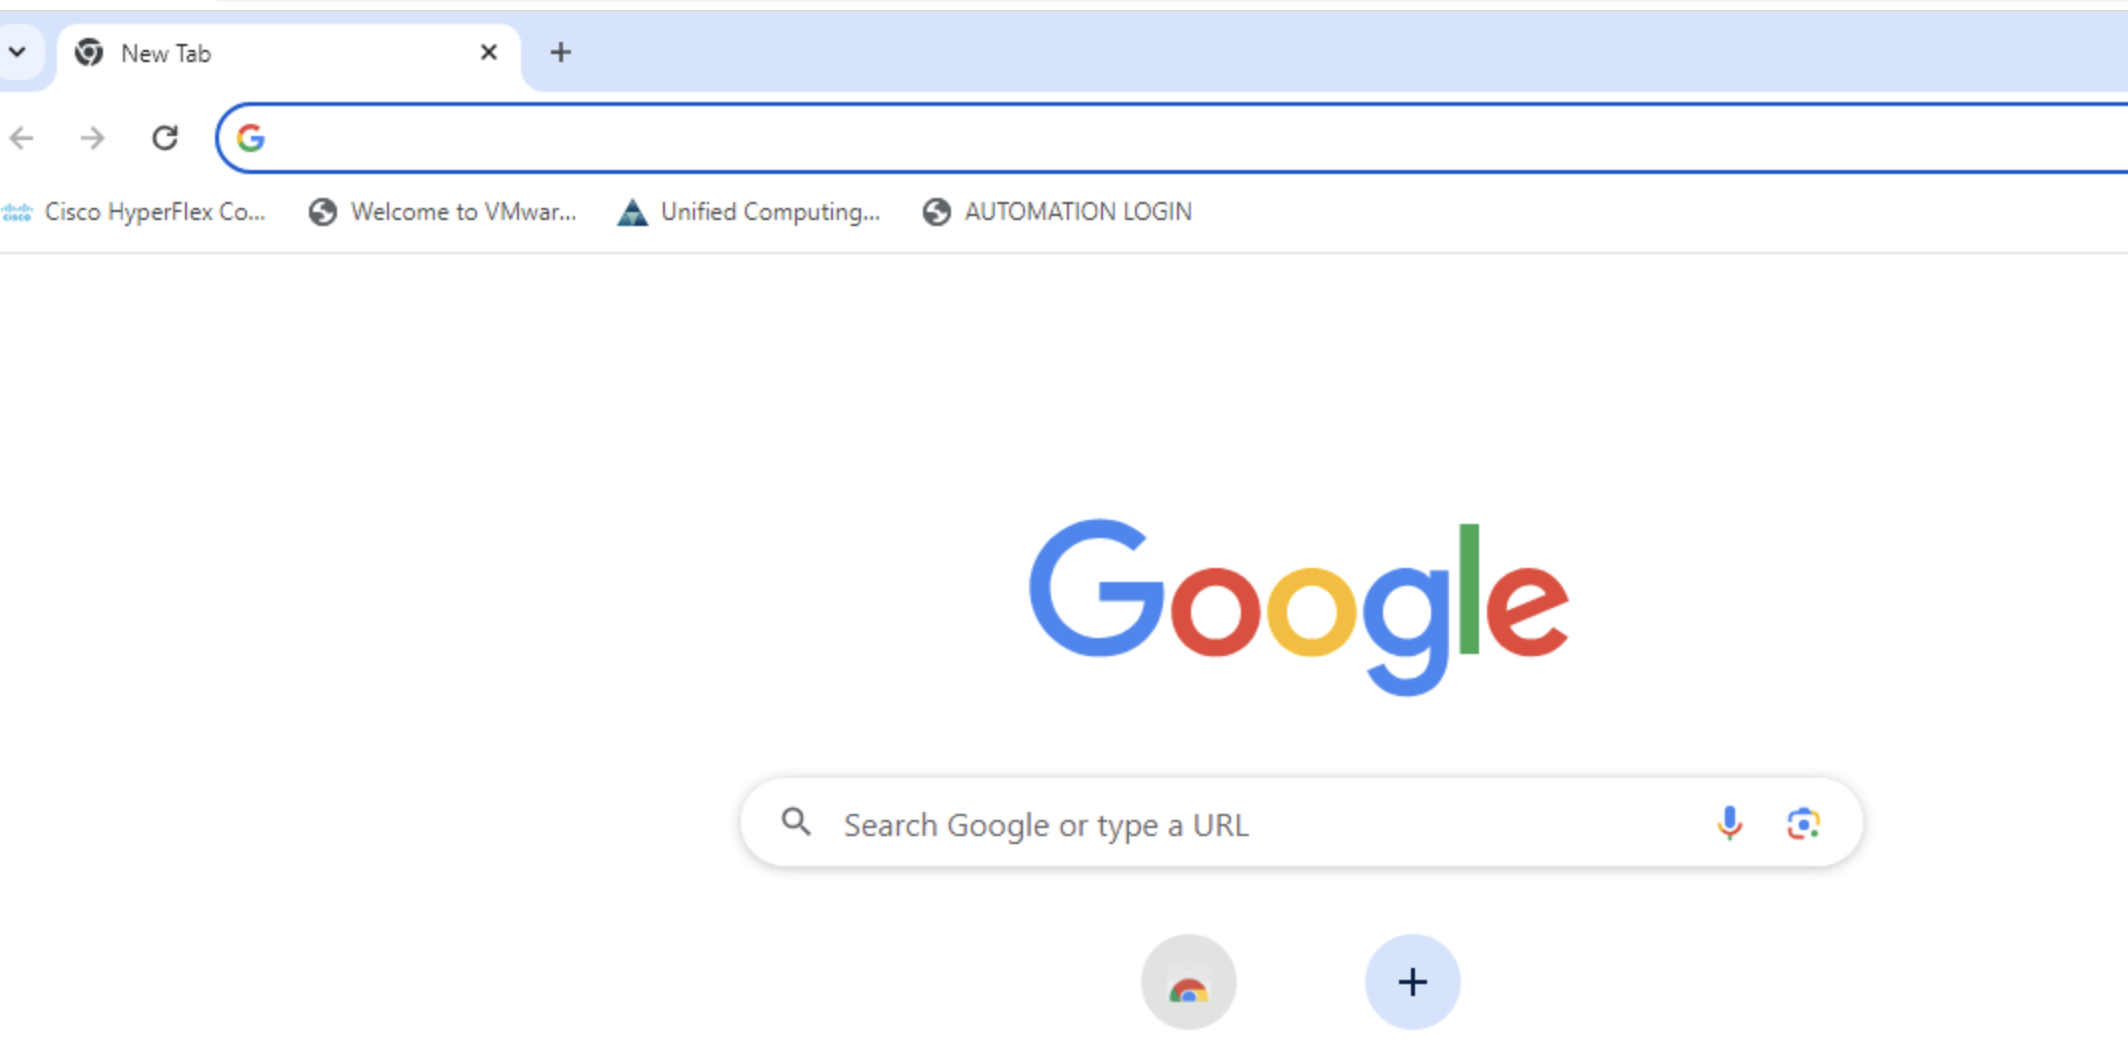 New Tab
Cisco HyperFlex Co... Welcome to VMwar... Unified Computing... AUTOMATION LOGIN
Google
Search Google or type a URL